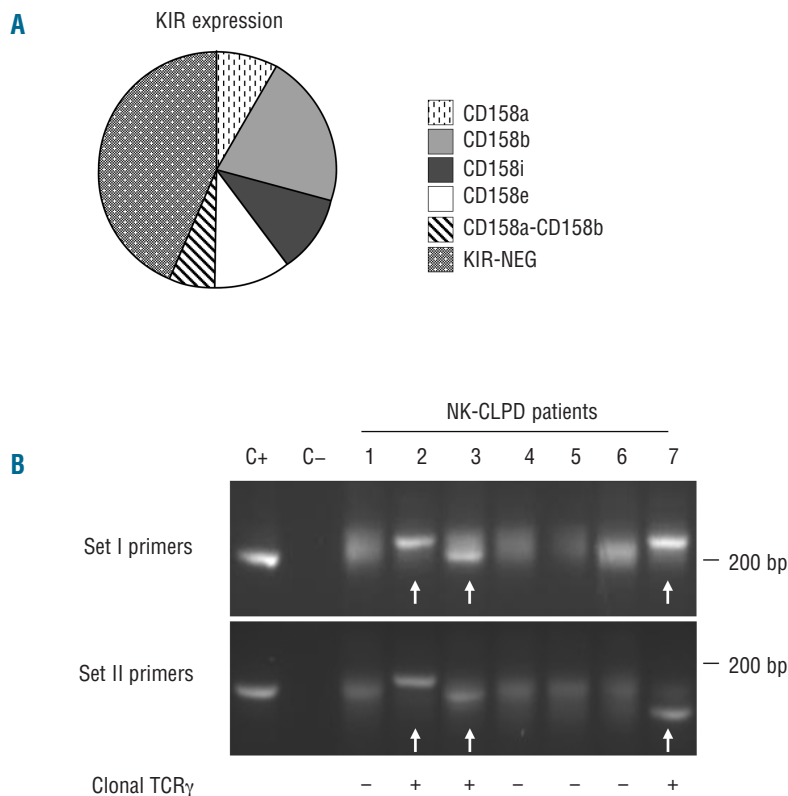 A
KIR expression
CD158a
CD158b
CD158i
CD158e
CD158a-CD158b
KIR-NEG
B
NK-CLPD patients
C+ C– 1 2 3 4 5 6 7
Set I primers
200 bp
Set II primers
200 bp
Clonal TCRγ – + + – – – +